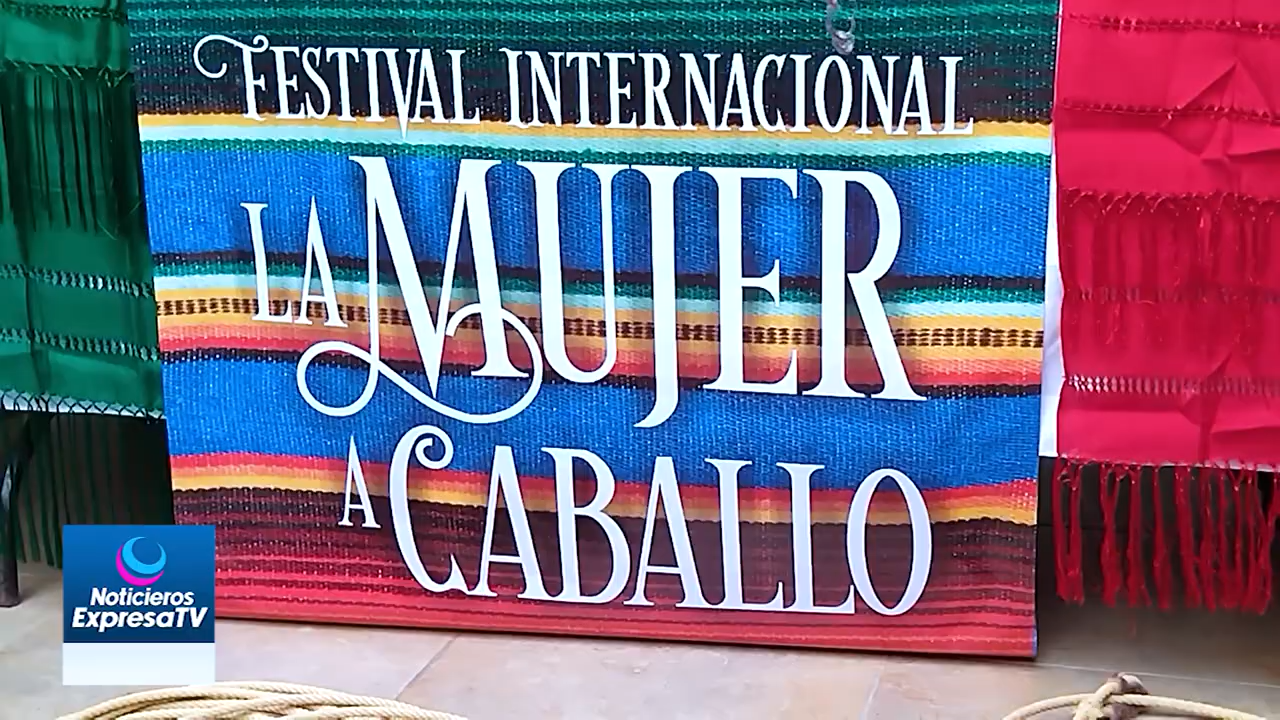 FESTIVAL INTERNACIONAL
LA MUJER
A CABALLO
Noticieros
ExpresaTV